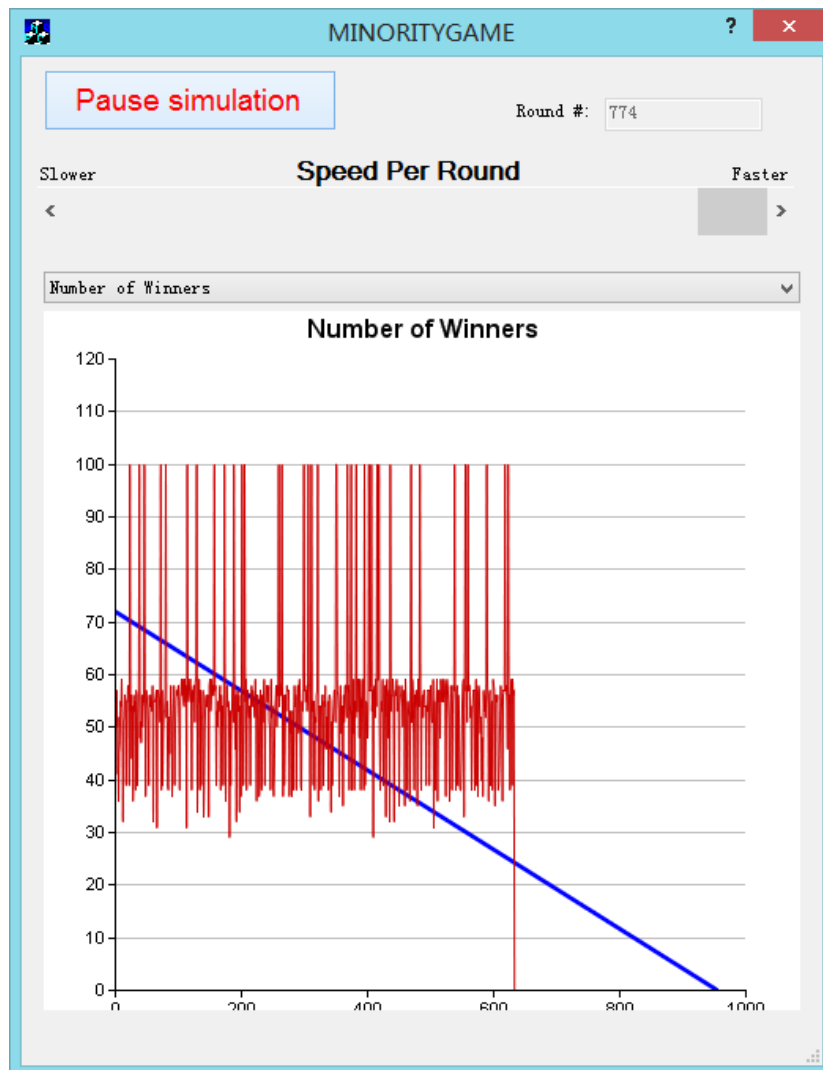 MINORITYGAME
?
Pause simulation
Round #: 774
Slower Speed Per Round Faster
Number of Winners
Number of Winners
120
110
100
90
80
70
60
50
40
30
20
10
0
0 200 400 600 800 1000